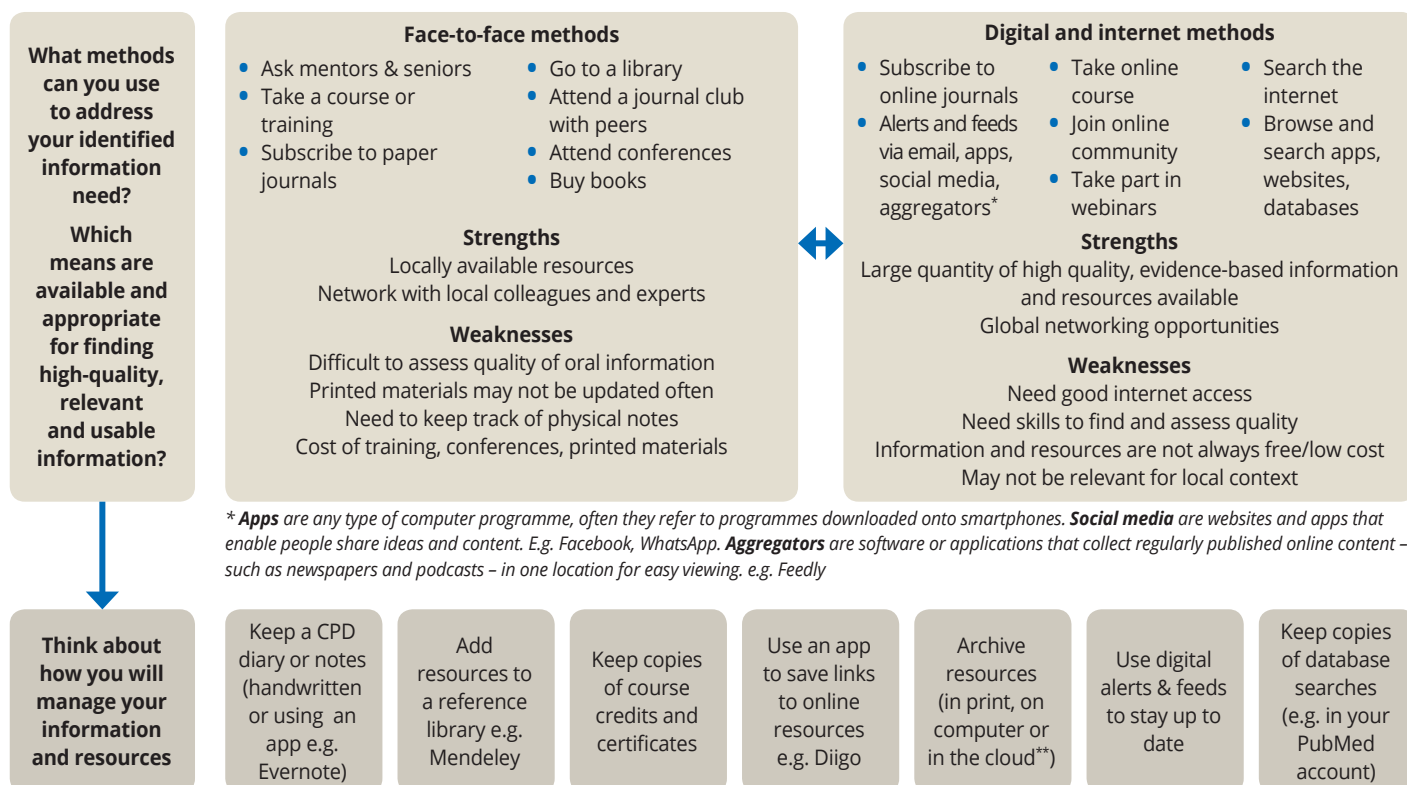 What methods
can you use
to address
your identified
information
need?
Which
means are
available and
appropriate
for finding
high-quality,
relevant
and usable
information?
Face-to-face methods
• Ask mentors & seniors
• Take a course or
training
• Subscribe to paper
journals
• Go to a library
• Attend a journal club
with peers
• Attend conferences
• Buy books
Strengths
Locally available resources
Network with local colleagues and experts
Weaknesses
Difficult to assess quality of oral information
Printed materials may not be updated often
Need to keep track of physical notes
Cost of training, conferences, printed materials
Digital and internet methods
• Subscribe to
online journals
• Alerts and feeds
via email, apps,
social media,
aggregators*
• Take online
course
• Join online
community
• Take part in
webinars
• Search the
internet
• Browse and
search apps,
websites,
databases
Strengths
Large quantity of high quality, evidence-based information
and resources available
Global networking opportunities
Weaknesses
Need good internet access
Need skills to find and assess quality
Information and resources are not always free/low cost
May not be relevant for local context
* Apps are any type of computer programme, often they refer to programmes downloaded onto smartphones. Social media are websites and apps that
enable people share ideas and content. E.g. Facebook, WhatsApp. Aggregators are software or applications that collect regularly published online content –
such as newspapers and podcasts – in one location for easy viewing. e.g. Feedly
Think about
how you will
manage your
information
and resources
Keep a CPD
diary or notes
(handwritten
or using an
app e.g.
Evernote)
Add
resources to
a reference
library e.g.
Mendeley
Keep copies
of course
credits and
certificates
Use an app
to save links
to online
resources
e.g. Diigo
Archive
resources
(in print, on
computer or
in the cloud**)
Use digital
alerts & feeds
to stay up to
date
Keep copies
of database
searches
(e.g. in your
PubMed
account)